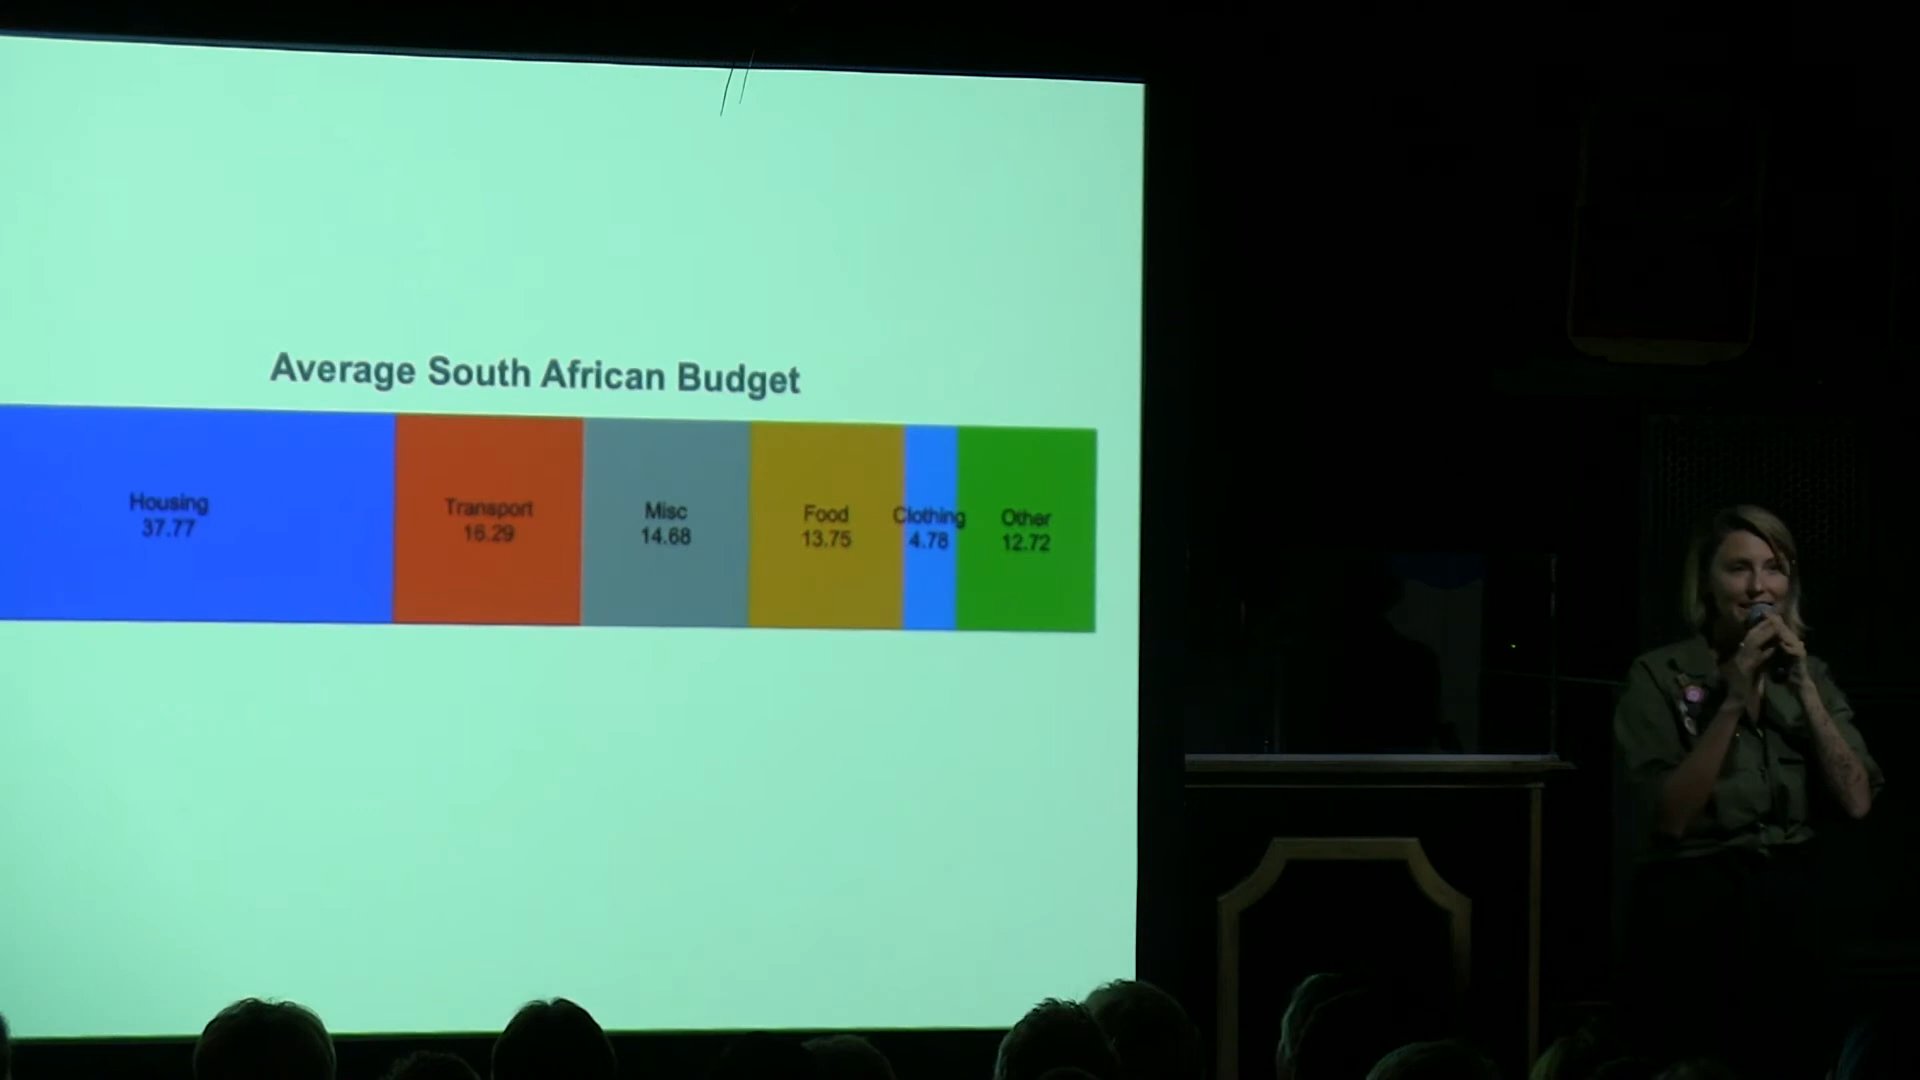 Average South African Budget
Housing
37.77
Transport
16.29
Misc
14.68
Food
13.75
Clothing
4.78
Other
12.72